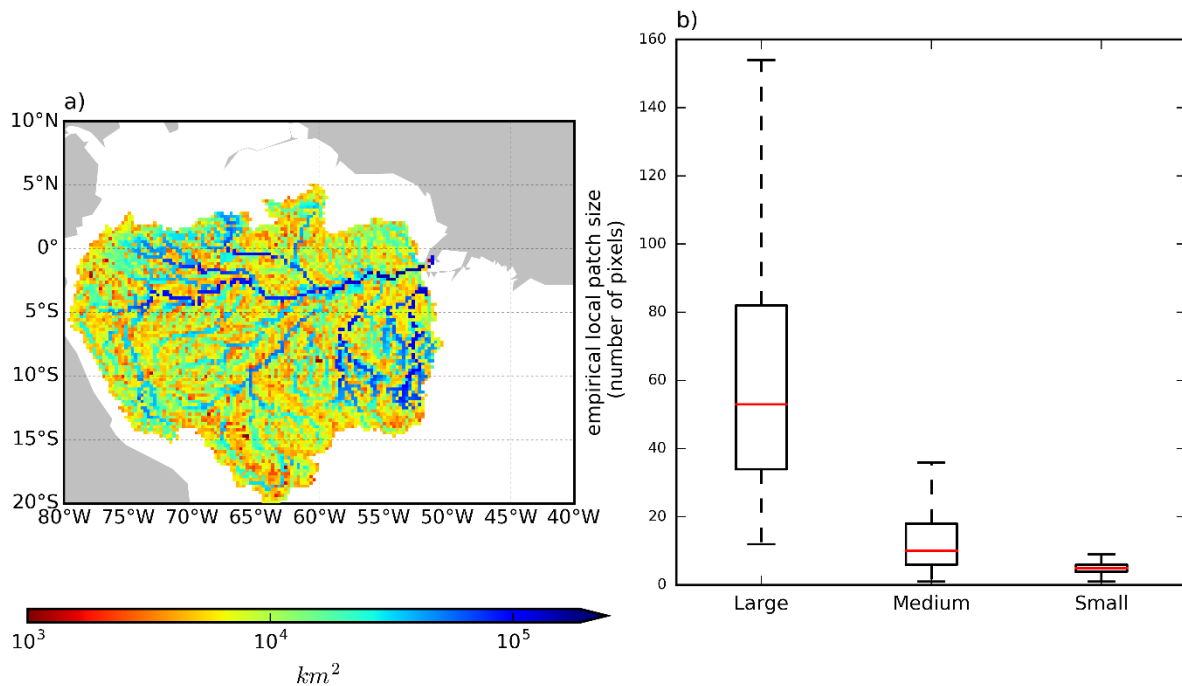 a)
10°N
5°N
0°
5°S
10°S
15°S
20°S
80°W 75°W 70°W 65°W 60°W 55°W 50°W 45°W 40°W
10³ 10⁴ 10⁵
km²
b)
empirical local patch size
(number of pixels)
160
140
120
100
80
60
40
20
0
Large Medium Small